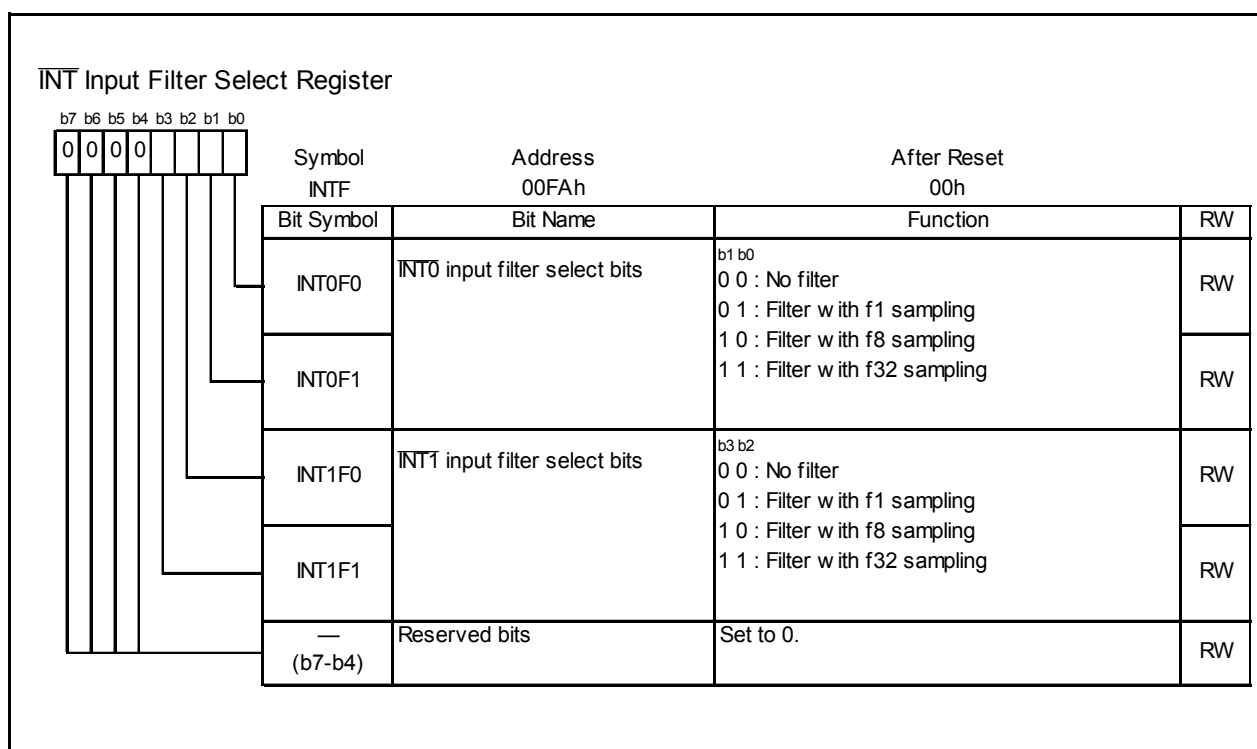 INT Input Filter Select Register
b7 b6 b5 b4 b3 b2 b1 b0
0 0 0 0
Symbol Address After Reset
INTF 00FAh 00h
Bit Symbol Bit Name Function RW
INT0F0 INT0 input filter select bits b1 b0
0 0 : No filter
0 1 : Filter with f1 sampling
1 0 : Filter with f8 sampling
1 1 : Filter with f32 sampling
RW
INT0F1 RW
INT1F0 INT1 input filter select bits b3 b2
0 0 : No filter
0 1 : Filter with f1 sampling
1 0 : Filter with f8 sampling
1 1 : Filter with f32 sampling
RW
INT1F1 RW
—
(b7-b4) Reserved bits Set to 0. RW